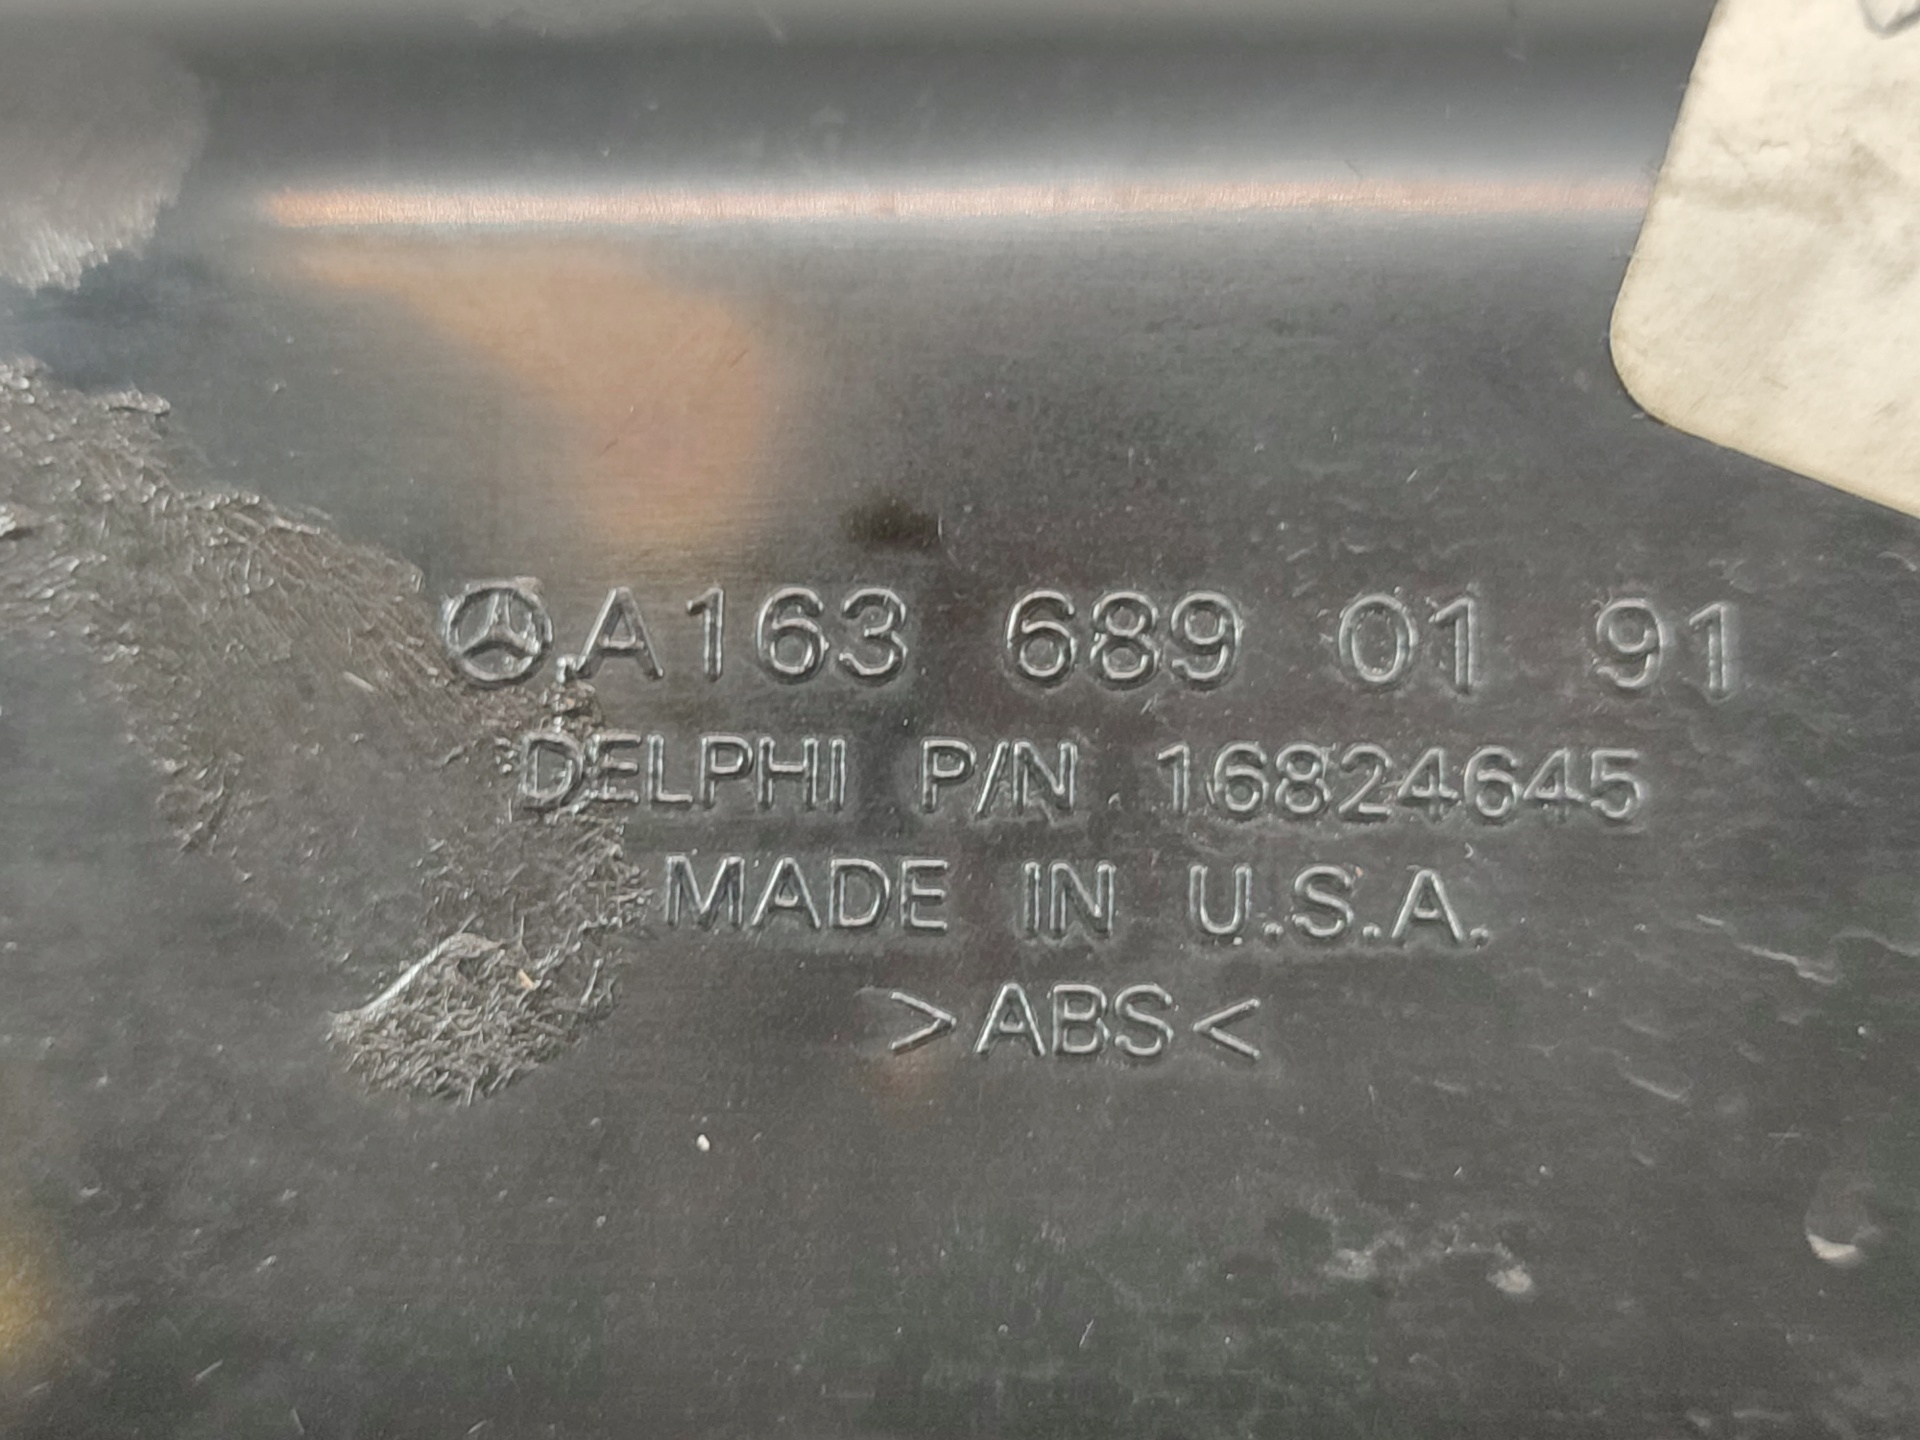 A163 689 01 91
DELPHI P/N 16824645
MADE IN U.S.A.
>ABS<